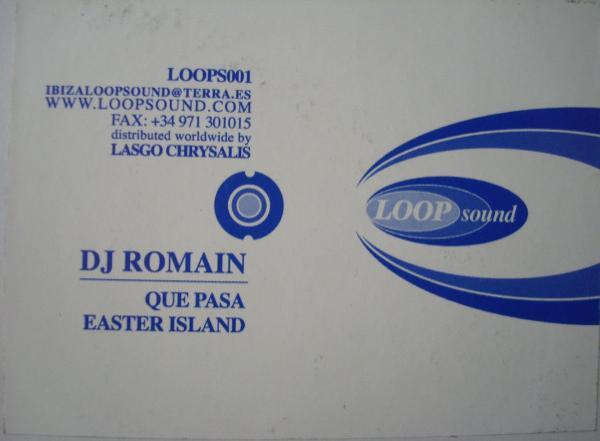 LOOPS001
IBIZALOOPSOUND@TERRA.ES
WWW.LOOPSOUND.COM
FAX: +34 971 301015
distributed worldwide by
LASGO CHRYSALIS
LOOP sound
DJ ROMAIN
QUE PASA
EASTER ISLAND